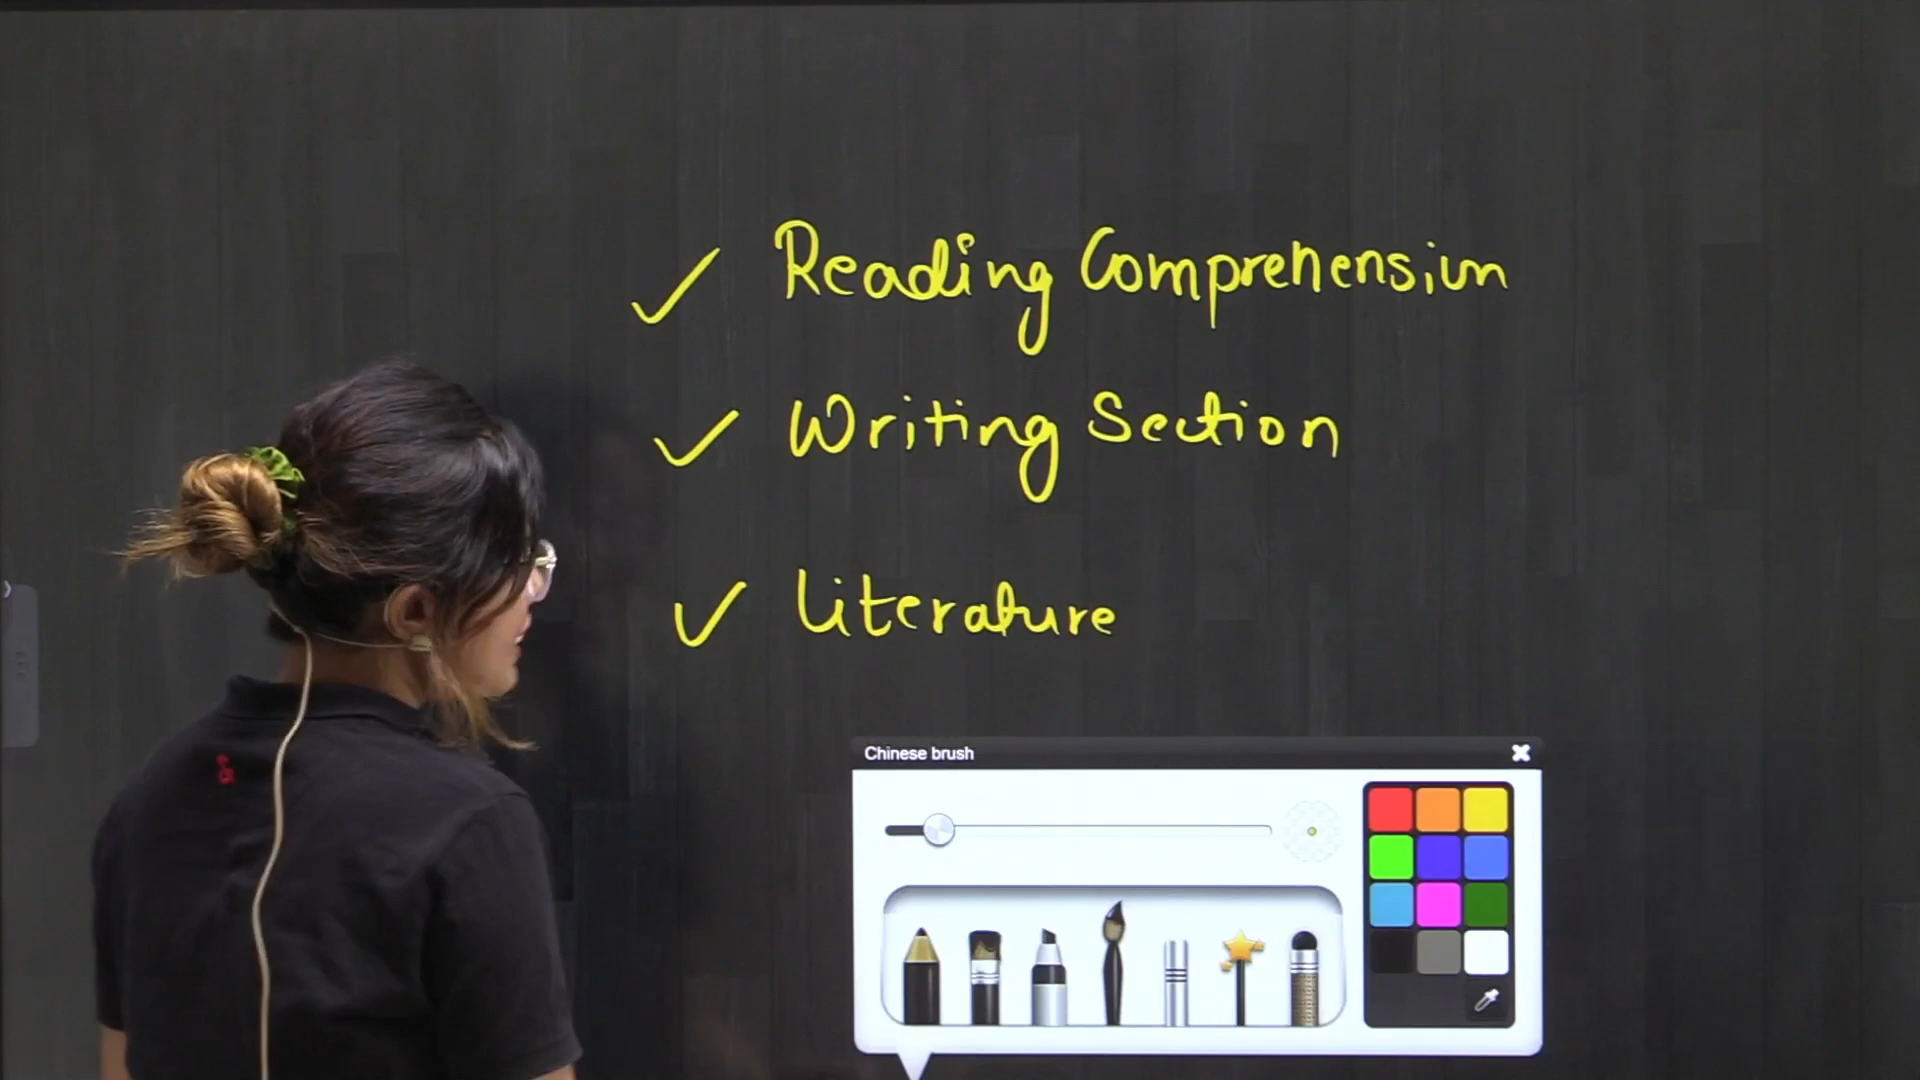 ✓ Reading Comprehension
✓ Writing Section
✓ Literature
Chinese brush